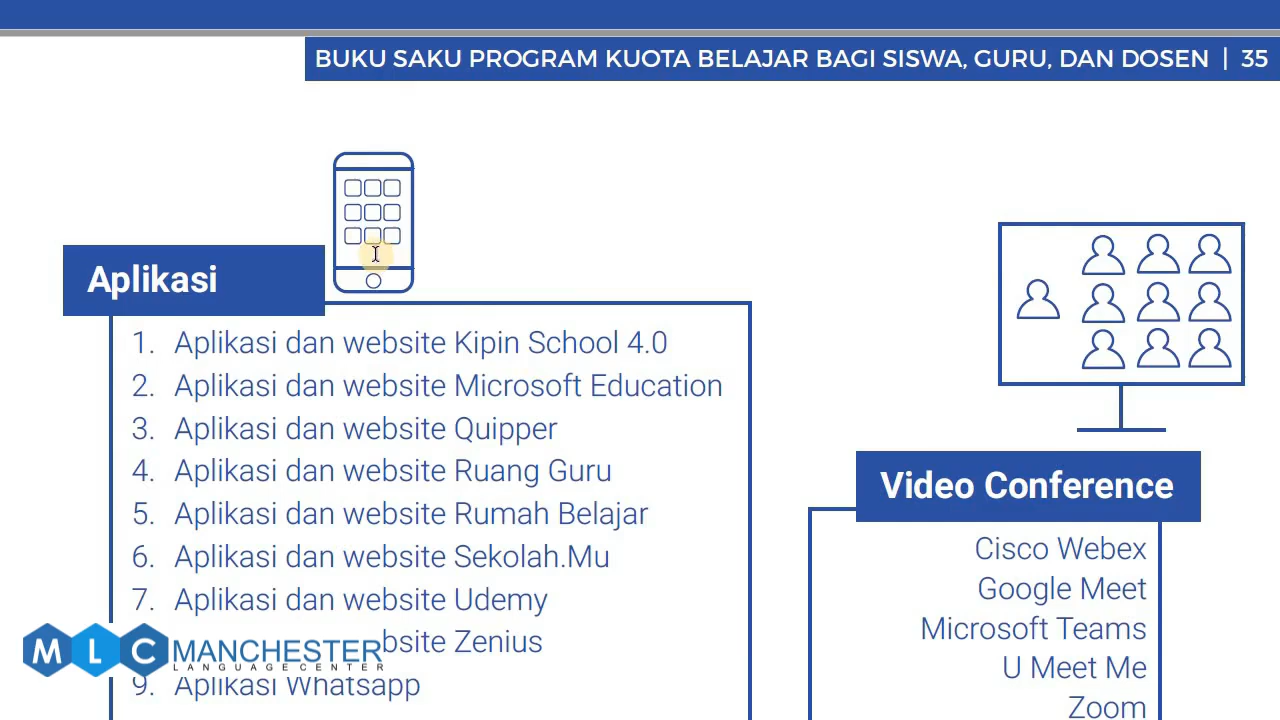 BUKU SAKU PROGRAM KUOTA BELAJAR BAGI SISWA, GURU, DAN DOSEN | 35
Aplikasi
1. Aplikasi dan website Kipin School 4.0
2. Aplikasi dan website Microsoft Education
3. Aplikasi dan website Quipper
4. Aplikasi dan website Ruang Guru
5. Aplikasi dan website Rumah Belajar
6. Aplikasi dan website Sekolah.Mu
7. Aplikasi dan website Udemy
bsite Zenius
9. Aplikasi Whatsapp
Video Conference
Cisco Webex
Google Meet
Microsoft Teams
U Meet Me
Zoom
MLC MANCHESTER
LANGUAGE CENTER